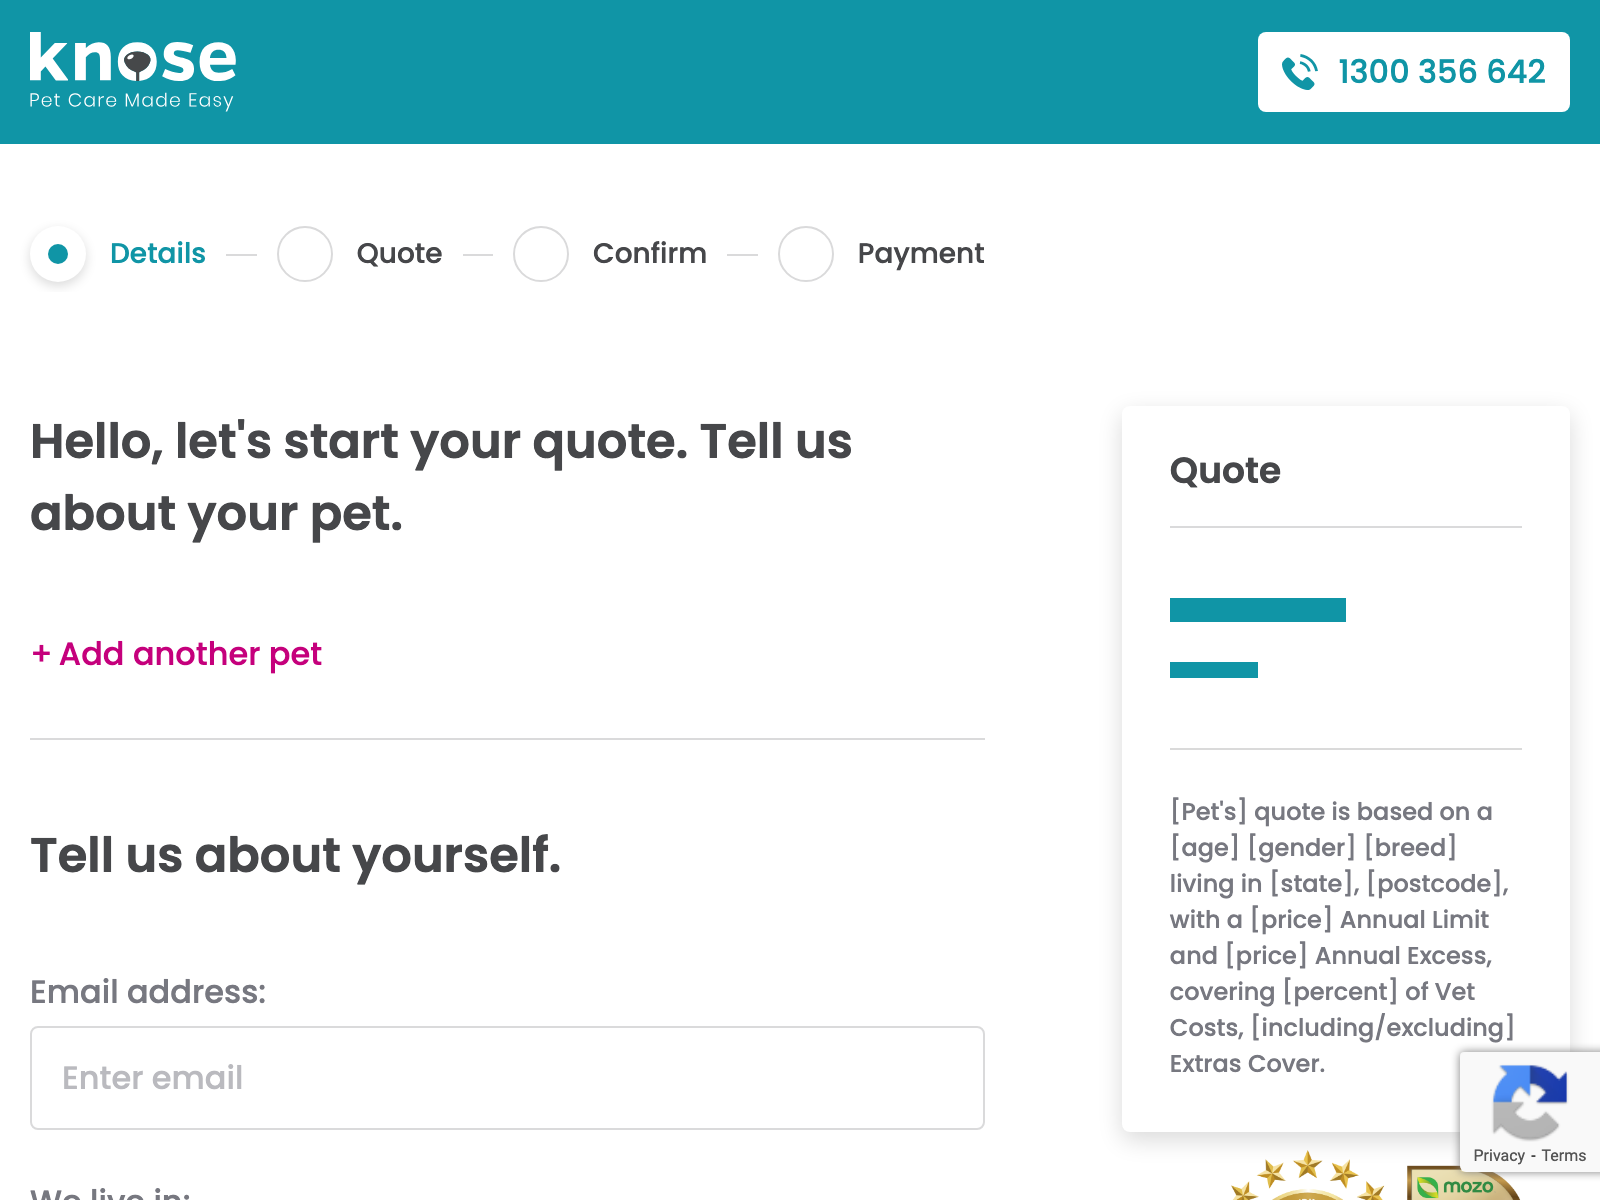 knose
Pet Care Made Easy
1300 356 642
Details
Quote
Confirm
Payment
Hello, let's start your quote. Tell us
about your pet.
+ Add another pet
Tell us about yourself.
Email address:
Enter email
We live in:
Quote
[Pet's] quote is based on a
[age] [gender] [breed]
living in [state], [postcode],
with a [price] Annual Limit
and [price] Annual Excess,
covering [percent] of Vet
Costs, [including/excluding]
Extras Cover.
Privacy - Terms
mozo